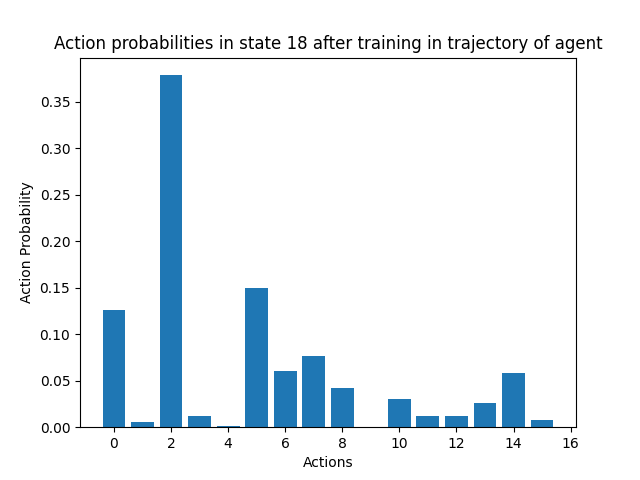 Action probabilities in state 18 after training in trajectory of agent
Action Probability
0.35
0.30
0.25
0.20
0.15
0.10
0.05
0.00
0 2 4 6 8 10 12 14 16
Actions